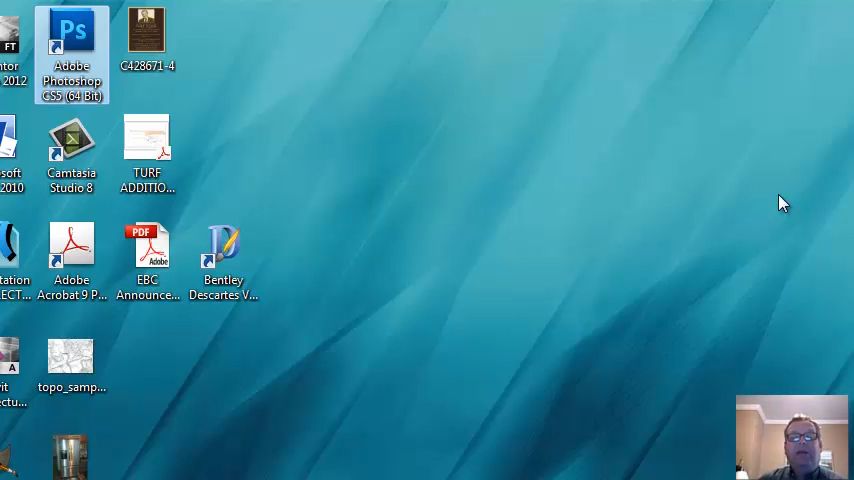 FT
ntor
2012
Ps
Adobe
Photoshop
CS5 (64 Bit)
C428671-4
soft
2010
Camtasia
Studio 8
TURF
ADDITIO...
tation
ECT...
Adobe
Acrobat 9 P...
PDF
Adobe
EBC
Announce...
Bentley
Descartes V...
A
vit
ectu...
topo_samp...